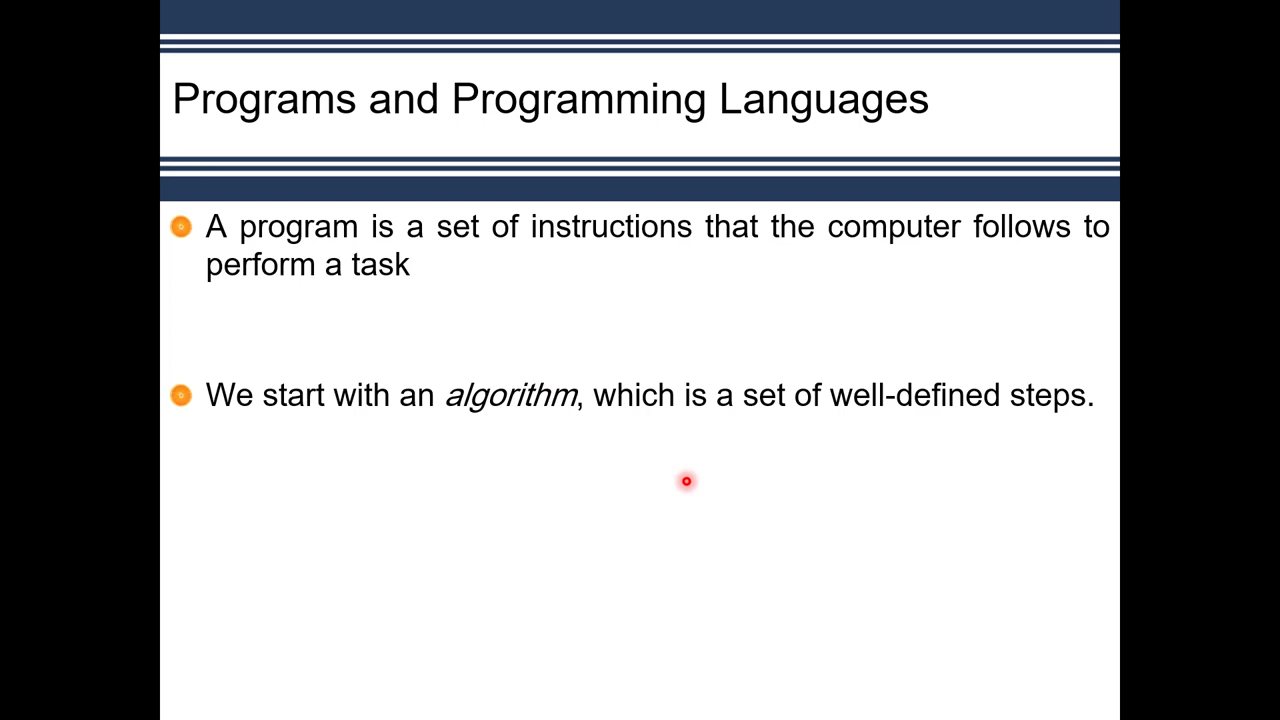 Programs and Programming Languages
A program is a set of instructions that the computer follows to
perform a task
We start with an algorithm, which is a set of well-defined steps.